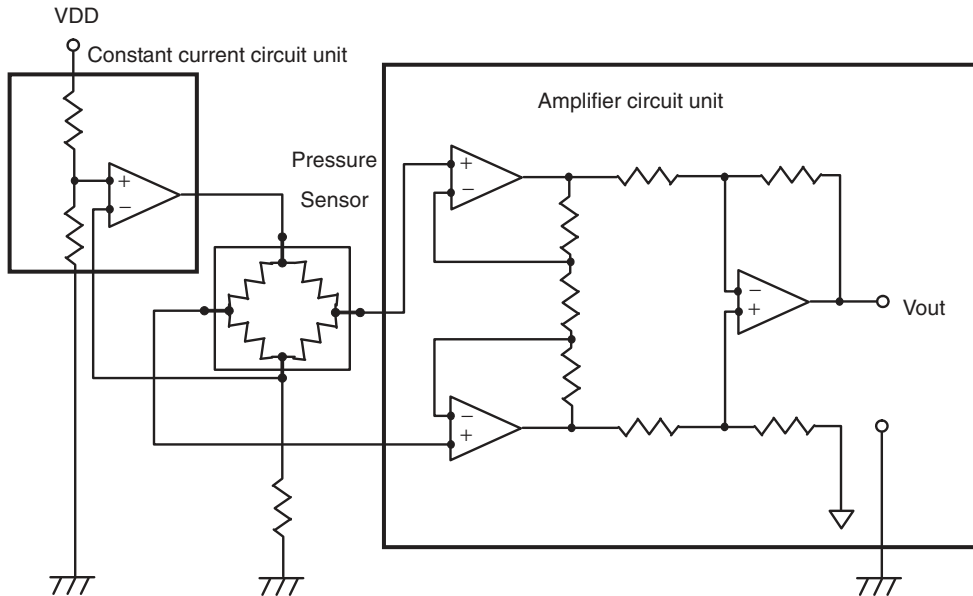 VDD
Constant current circuit unit
Amplifier circuit unit
Pressure
Sensor
+
−
+
−
−
+
−
+
Vout